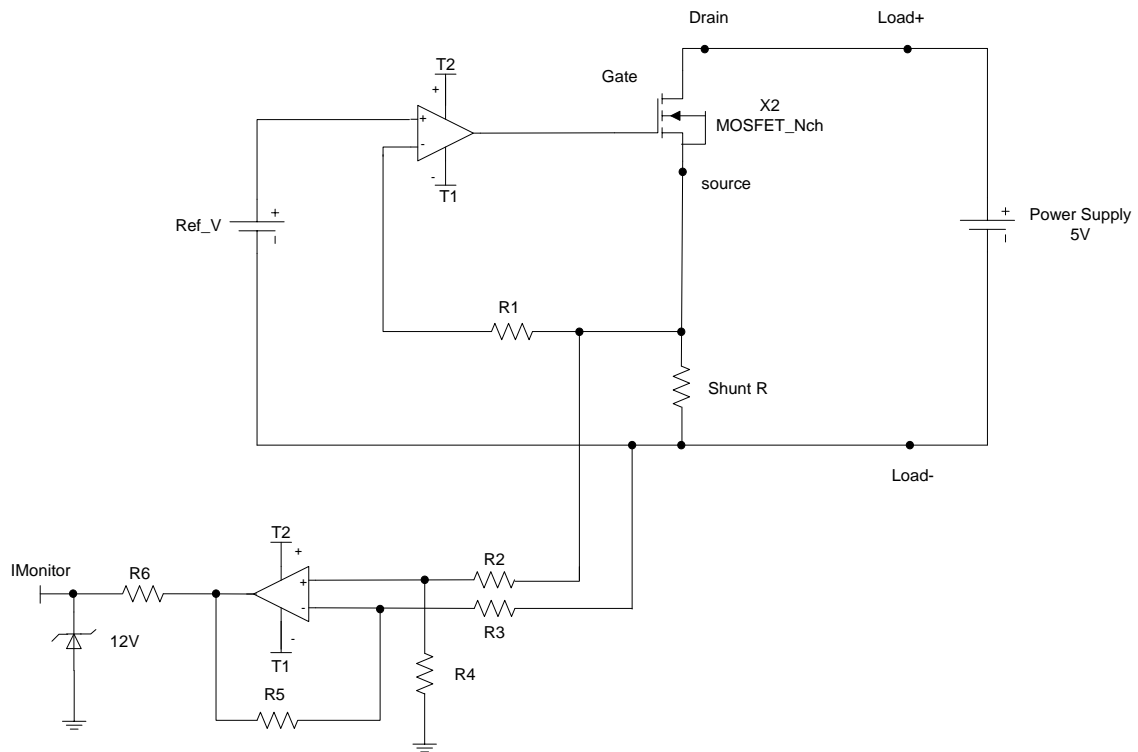 Drain
Load+
T2
Gate
+
X2
MOSFET_Nch
+
-
-
T1
source
Ref_V
+
Power Supply
5V
+
R1
Shunt R
Load-
T2
+
IMonitor
R6
R2
+
-
R3
12V
-
T1
R4
R5